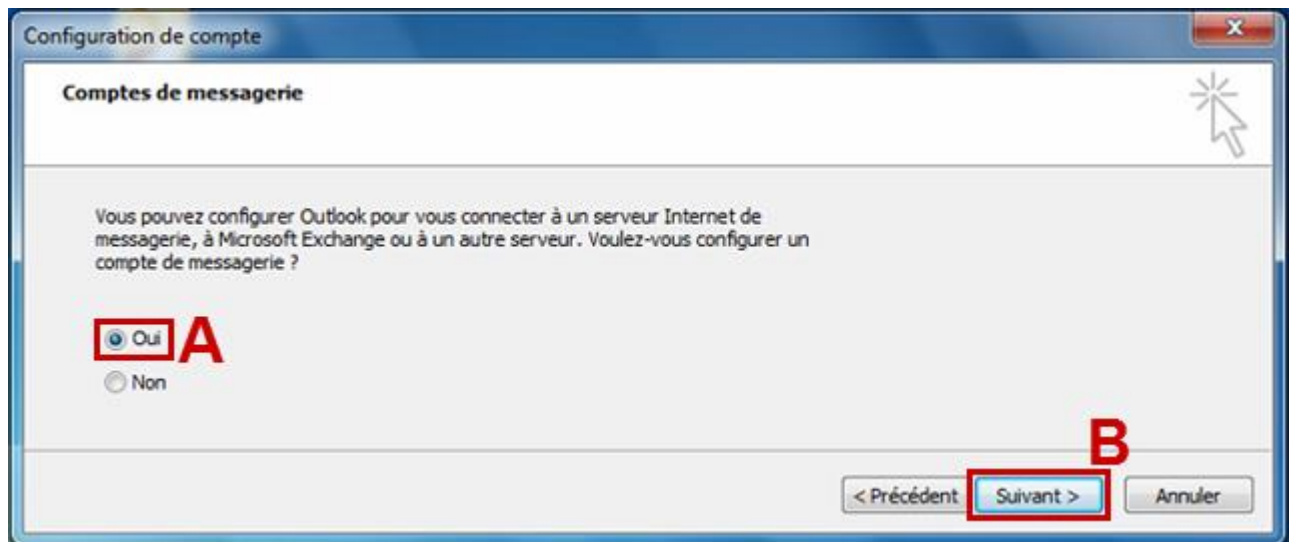 Configuration de compte
Comptes de messagerie
Vous pouvez configurer Outlook pour vous connecter à un serveur Internet de
messagerie, à Microsoft Exchange ou à un autre serveur. Voulez-vous configurer un
compte de messagerie ?
Oui A
Non
B
< Précédent Suivant > Annuler